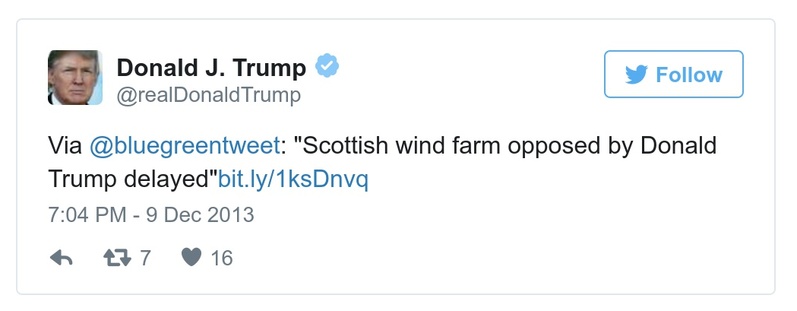 Donald J. Trump
@realDonaldTrump
Follow
Via @bluegreentweet: "Scottish wind farm opposed by Donald
Trump delayed"bit.ly/1ksDnvq
7:04 PM - 9 Dec 2013
7 16